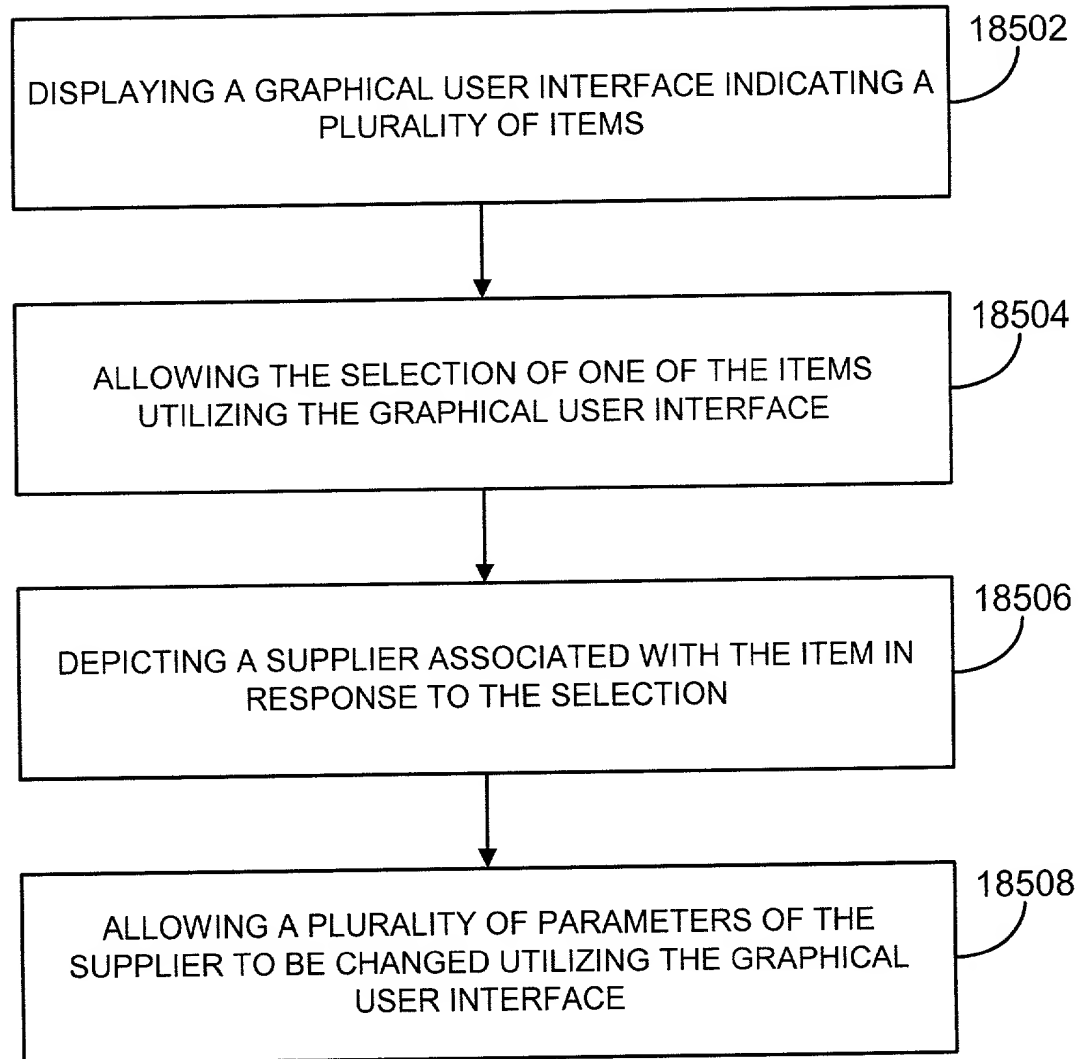 18502
DISPLAYING A GRAPHICAL USER INTERFACE INDICATING A
PLURALITY OF ITEMS
18504
ALLOWING THE SELECTION OF ONE OF THE ITEMS
UTILIZING THE GRAPHICAL USER INTERFACE
18506
DEPICTING A SUPPLIER ASSOCIATED WITH THE ITEM IN
RESPONSE TO THE SELECTION
18508
ALLOWING A PLURALITY OF PARAMETERS OF THE
SUPPLIER TO BE CHANGED UTILIZING THE GRAPHICAL
USER INTERFACE